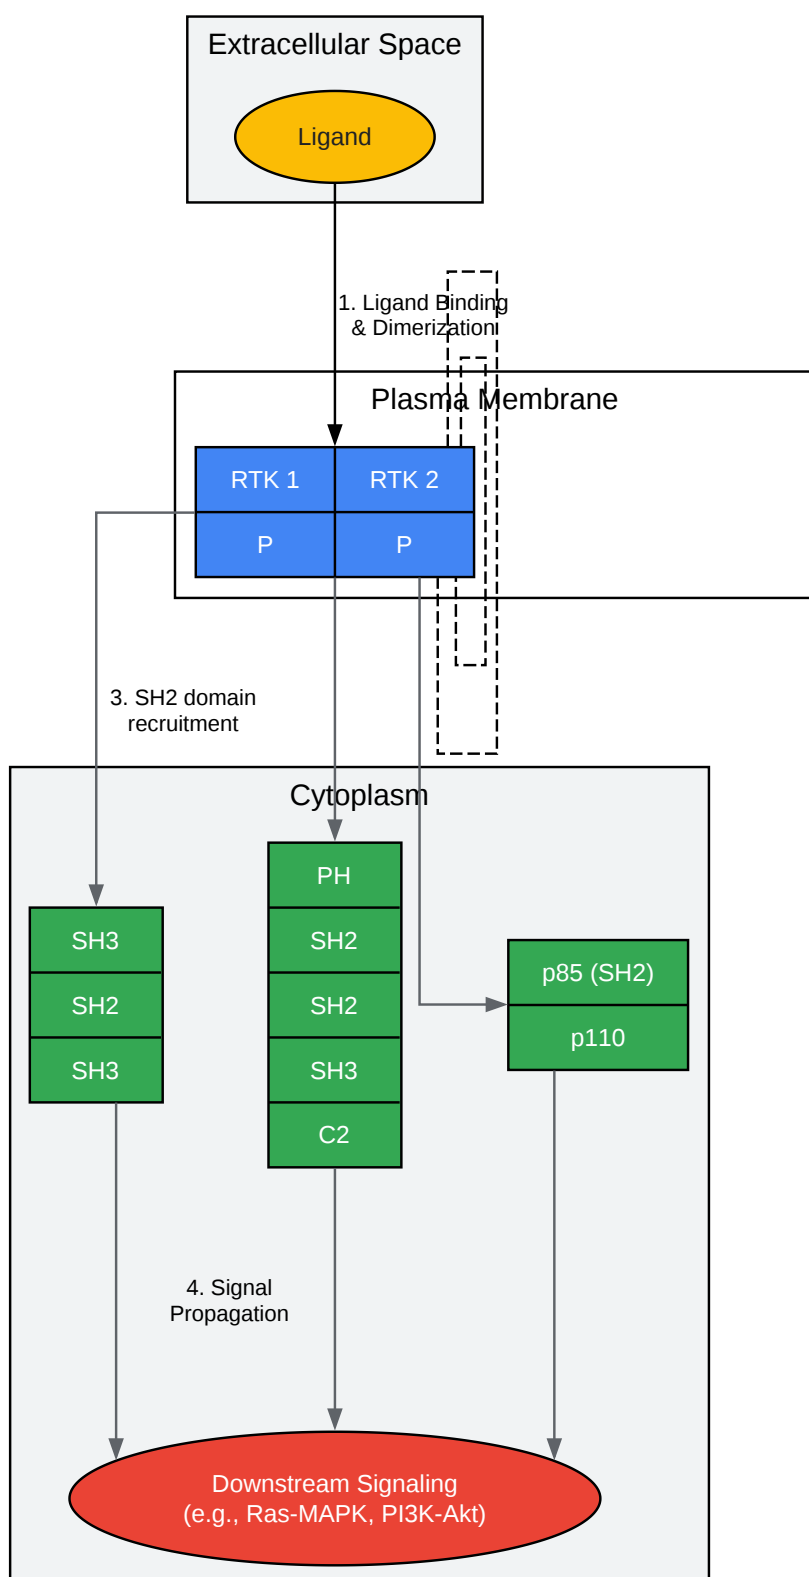 Extracellular Space
Ligand
1. Ligand Binding
& Dimerization
Plasma Membrane
RTK 1
RTK 2
P
P
3. SH2 domain
recruitment
Cytoplasm
SH3
SH2
SH3
PH
SH2
SH2
SH3
C2
p85 (SH2)
p110
4. Signal
Propagation
Downstream Signaling
(e.g., Ras-MAPK, PI3K-Akt)